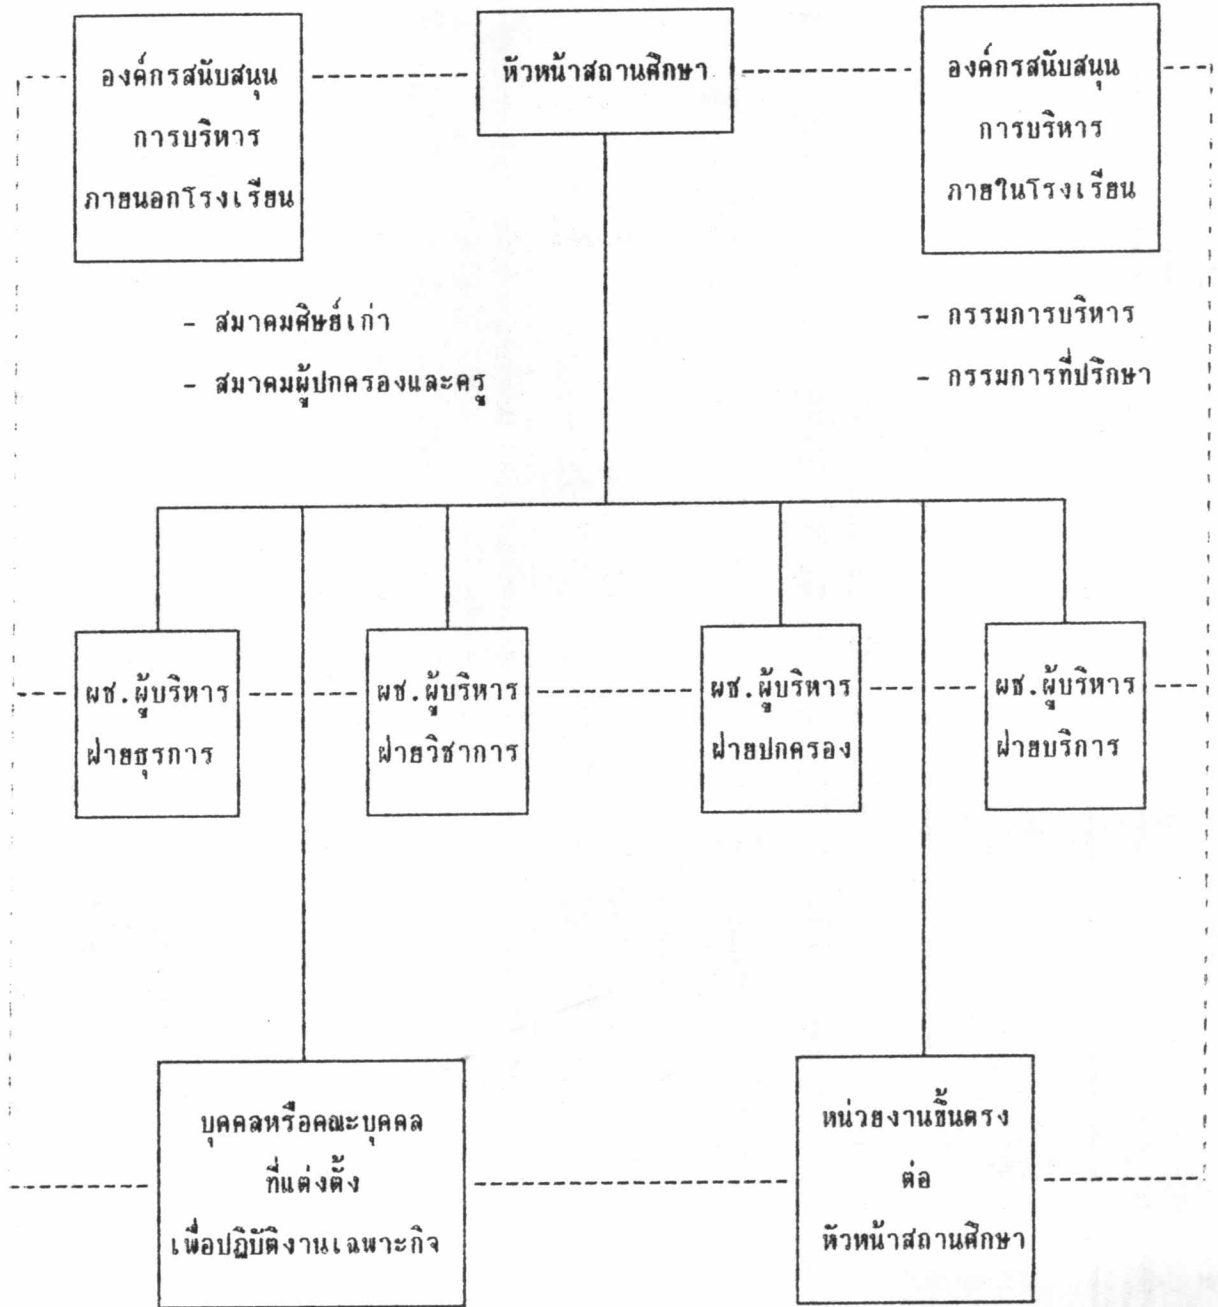 องค์กรสนับสนุน
การบริหาร
ภายนอกโรงเรียน
หัวหน้าสถานศึกษา
องค์กรสนับสนุน
การบริหาร
ภายในโรงเรียน
- สมาคมศิษย์เก่า
- สมาคมผู้ปกครองและครู
- กรรมการบริหาร
- กรรมการที่ปรึกษา
ผช.ผู้บริหาร
ฝ่ายธุรการ
ผช.ผู้บริหาร
ฝ่ายวิชาการ
ผช.ผู้บริหาร
ฝ่ายปกครอง
ผช.ผู้บริหาร
ฝ่ายบริการ
บุคคลหรือคณะบุคคล
ที่แต่งตั้ง
เพื่อปฏิบัติงานเฉพาะกิจ
หน่วยงานขึ้นตรง
ต่อ
หัวหน้าสถานศึกษา